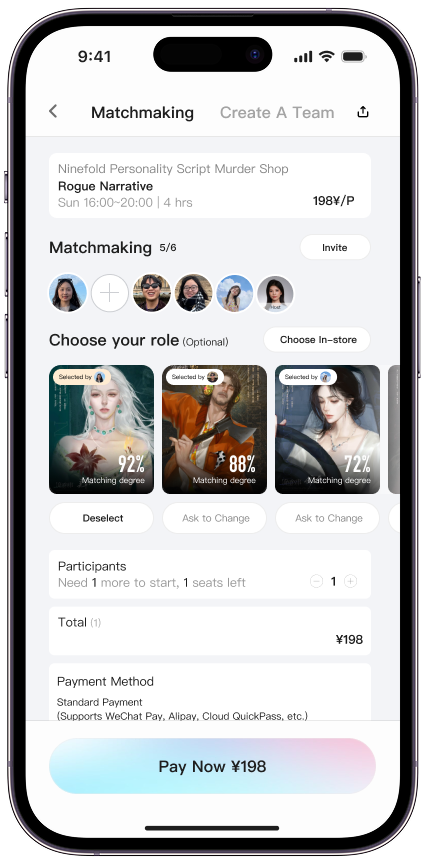 9:41
Matchmaking Create A Team
Ninefold Personality Script Murder Shop
Rogue Narrative
Sun 16:00~20:00 | 4 hrs 198¥/P
Matchmaking 5/6 Invite
Host
Choose your role (Optional) Choose In-store
Selected by Selected by Selected by
92% 88% 72%
Matching degree Matching degree Matching degree
Deselect Ask to Change Ask to Change
Participants
Need 1 more to start, 1 seats left 1
Total (1)
¥198
Payment Method
Standard Payment
(Supports WeChat Pay, Alipay, Cloud QuickPass, etc.)
Pay Now ¥198